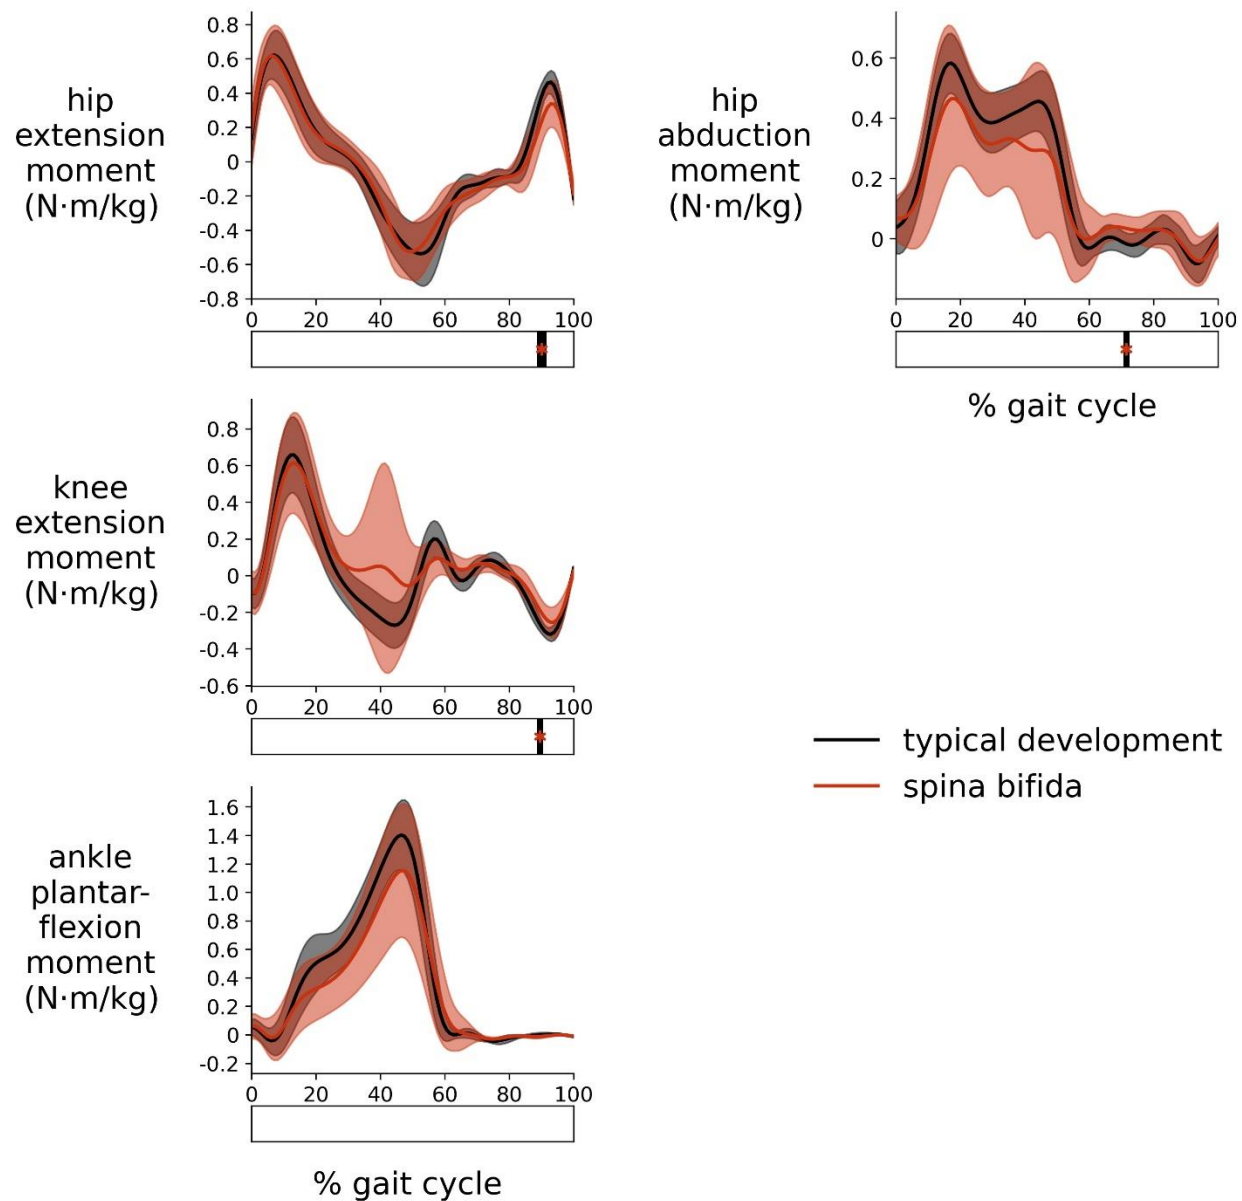 hip
extension
moment
(N·m/kg)
0.8
0.6
0.4
0.2
0
-0.2
-0.4
-0.6
-0.8
0 20 40 60 80 100
*
hip
abduction
moment
(N·m/kg)
0.6
0.4
0.2
0
0 20 40 60 80 100
*
% gait cycle
knee
extension
moment
(N·m/kg)
0.8
0.6
0.4
0.2
0
-0.2
-0.4
-0.6
0 20 40 60 80 100
*
typical development
spina bifida
ankle
plantar-
flexion
moment
(N·m/kg)
1.6
1.4
1.2
1.0
0.8
0.6
0.4
0.2
0
-0.2
0 20 40 60 80 100
% gait cycle